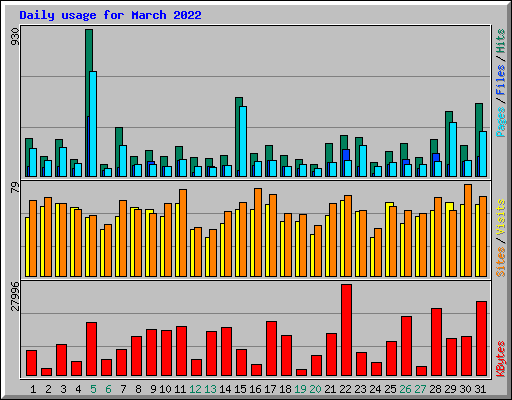 Daily usage for March 2022
930
Pages / Files / Hits
79
Sites / Visits
27996
KBytes
1 2 3 4 5 6 7 8 9 10 11 12 13 14 15 16 17 18 19 20 21 22 23 24 25 26 27 28 29 30 31